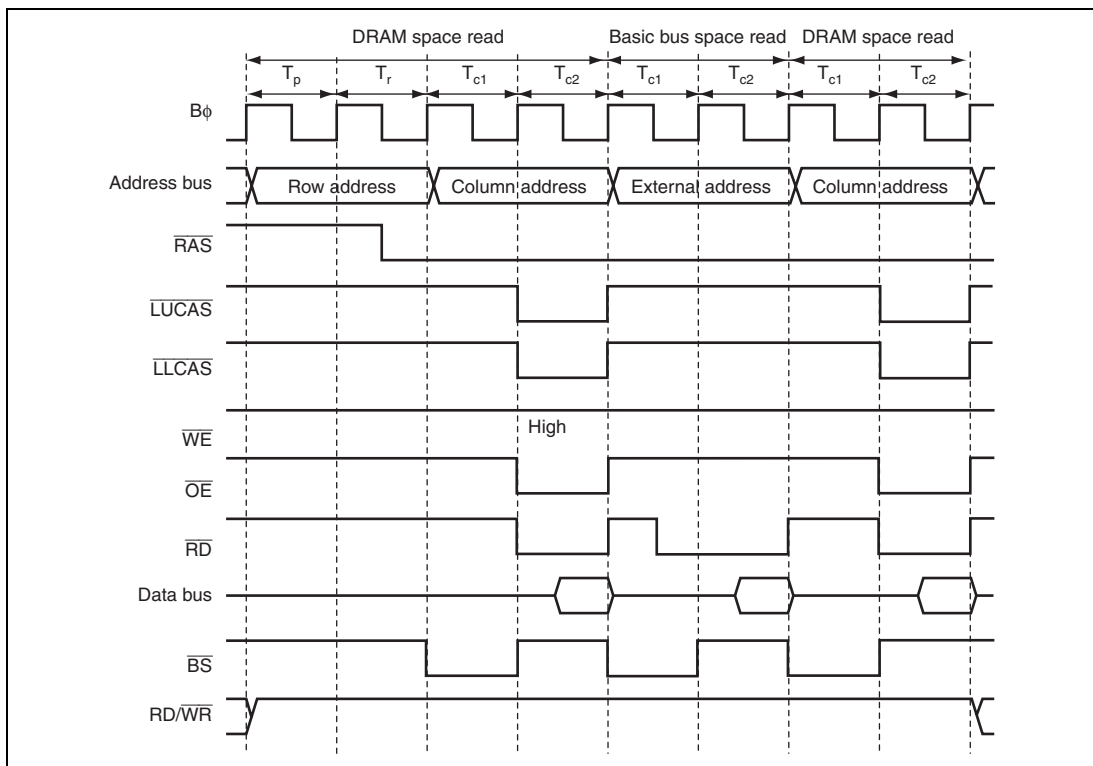 DRAM space read Basic bus space read DRAM space read
Tp Tr Tc1 Tc2 Tc1 Tc2 Tc1 Tc2
Bϕ
Address bus Row address Column address External address Column address
RAS
LUCAS
LLCAS
High
WE
OE
RD
Data bus
BS
RD/WR